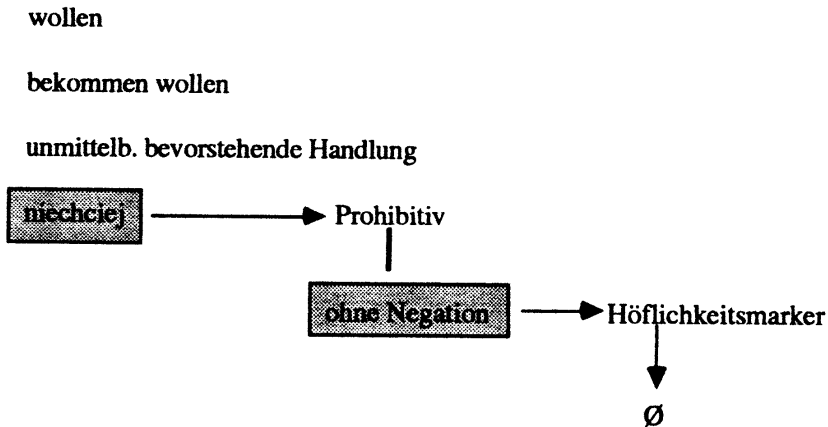 wollen
bekommen wollen
unmittelb. bevorstehende Handlung
niechciej Prohibitiv
ohne Negation Höflichkeitsmarker
Ø